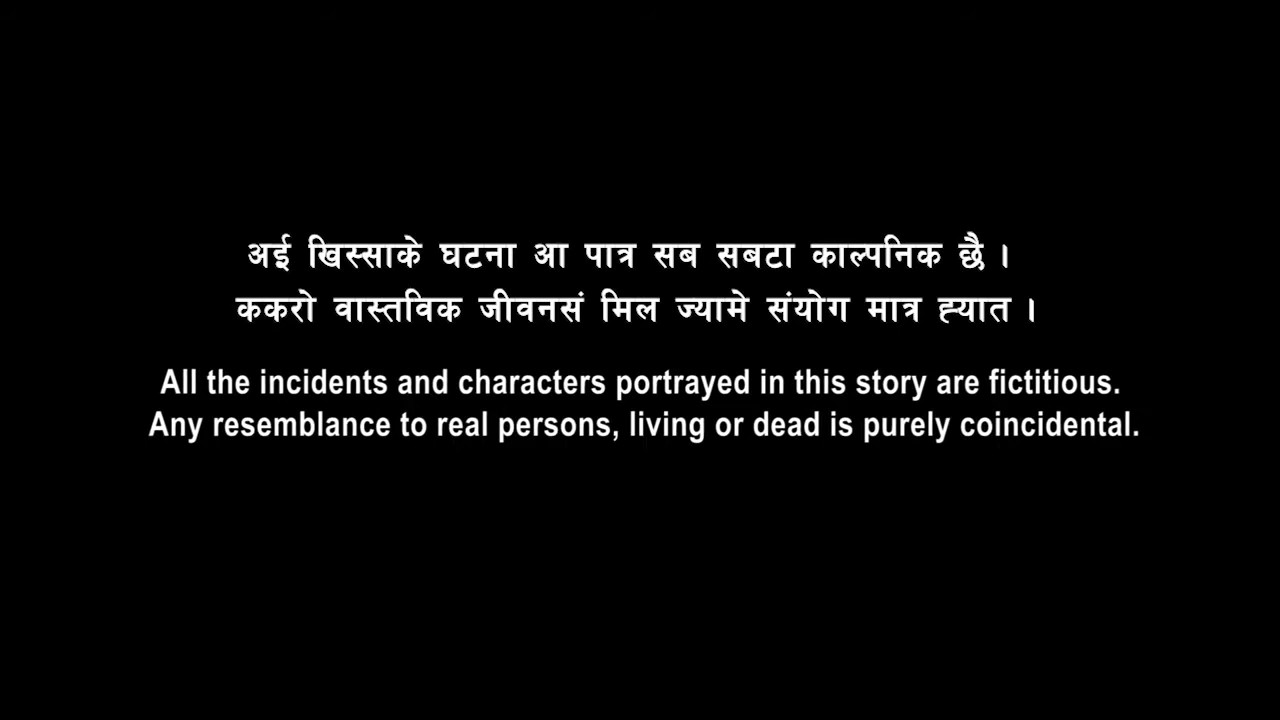 अई खिस्साके घटना आ पात्र सब सबटा काल्पनिक छै ।
ककरो वास्तविक जीवनसं मिल ज्यामे संयोग मात्र ह्यात ।
All the incidents and characters portrayed in this story are fictitious.
Any resemblance to real persons, living or dead is purely coincidental.